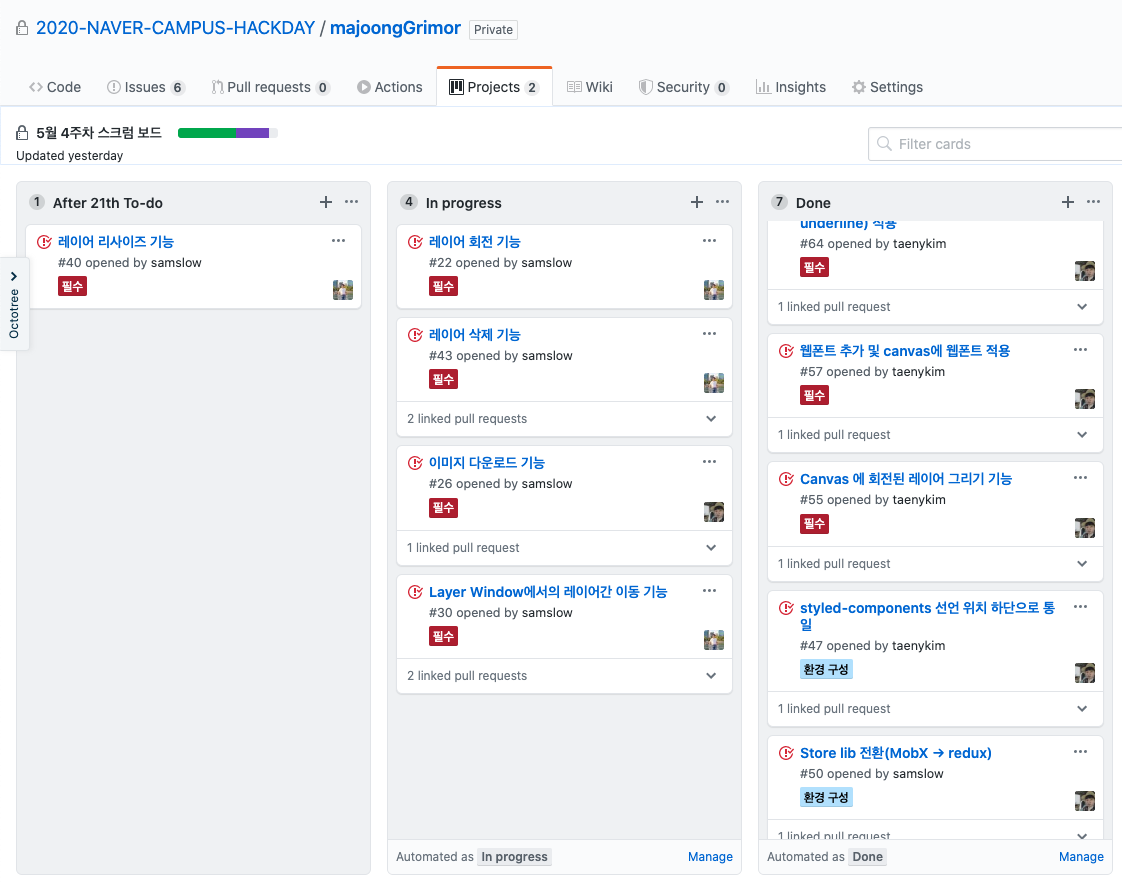 2020-NAVER-CAMPUS-HACKDAY / majoongGrimor Private
Code Issues 6 Pull requests 0 Actions Projects 2 Wiki Security 0 Insights Settings
5월 4주차 스크럼 보드
Updated yesterday
Filter cards
Octotree
1 After 21th To-do
레이어 리사이즈 기능
#40 opened by samslow
필수
4 In progress
레이어 회전 기능
#22 opened by samslow
필수
레이어 삭제 기능
#43 opened by samslow
필수
2 linked pull requests
이미지 다운로드 기능
#26 opened by samslow
필수
1 linked pull request
Layer Window에서의 레이어간 이동 기능
#30 opened by samslow
필수
2 linked pull requests
Automated as In progress Manage
7 Done
underline) 적용
#64 opened by taenykim
필수
1 linked pull request
웹폰트 추가 및 canvas에 웹폰트 적용
#57 opened by taenykim
필수
1 linked pull request
Canvas 에 회전된 레이어 그리기 기능
#55 opened by taenykim
필수
1 linked pull request
styled-components 선언 위치 하단으로 통
일
#47 opened by taenykim
환경 구성
1 linked pull request
Store lib 전환(MobX → redux)
#50 opened by samslow
환경 구성
1 linked pull request
Automated as Done Manage